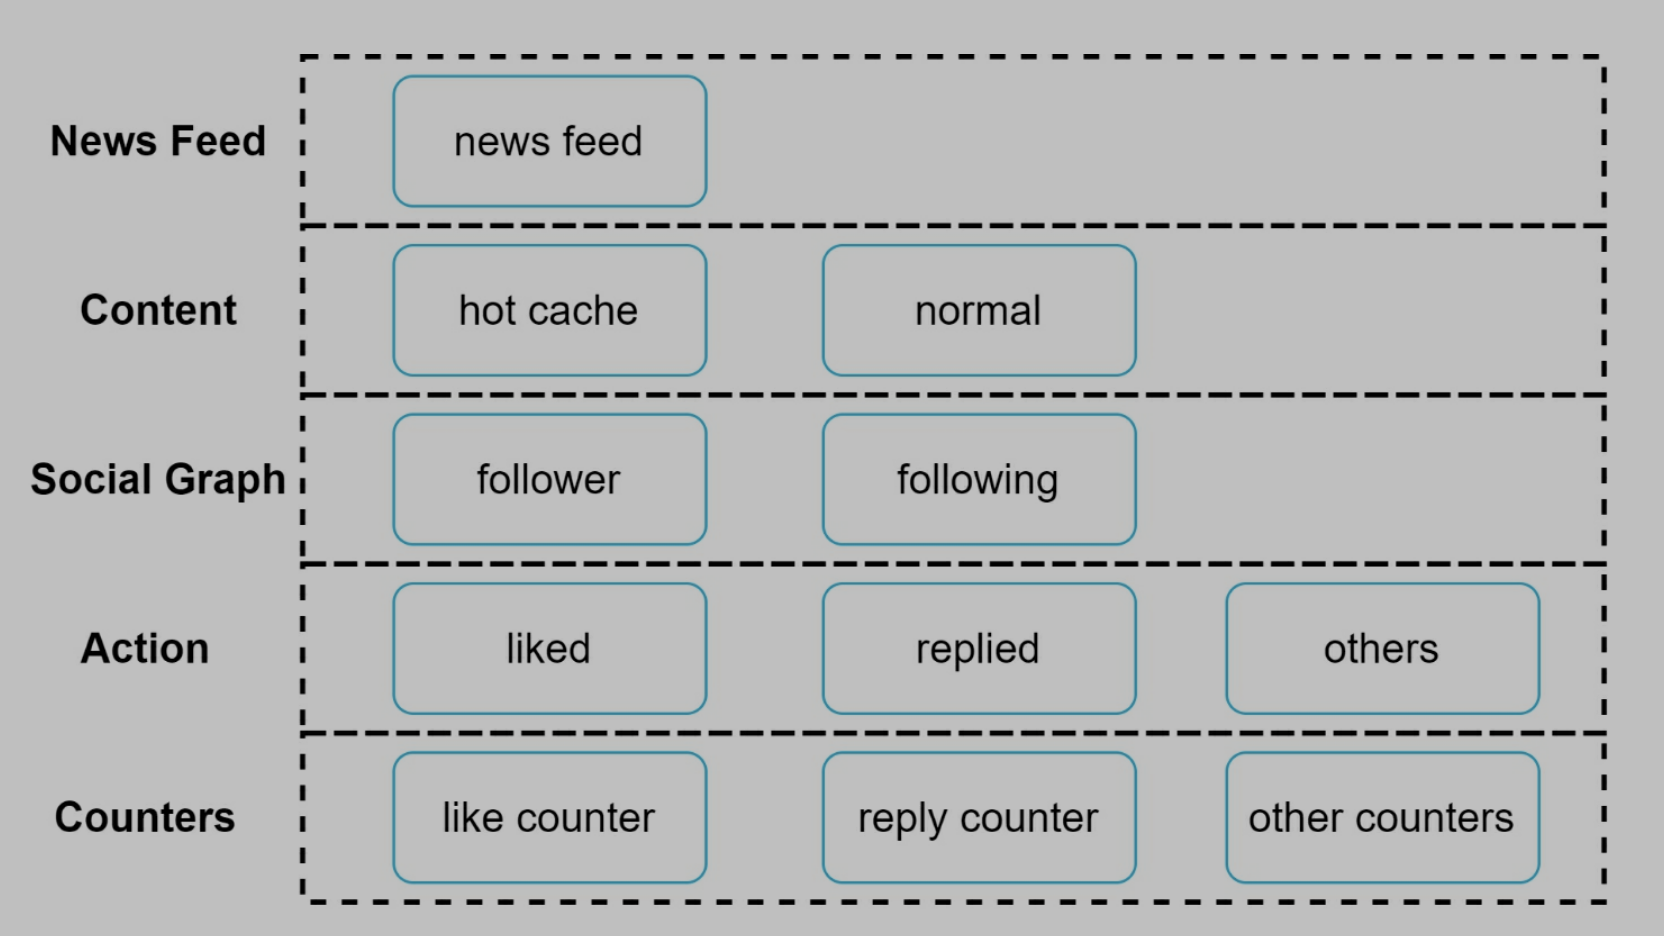 News Feed
news feed
Content
hot cache
normal
Social Graph
follower
following
Action
liked
replied
others
Counters
like counter
reply counter
other counters